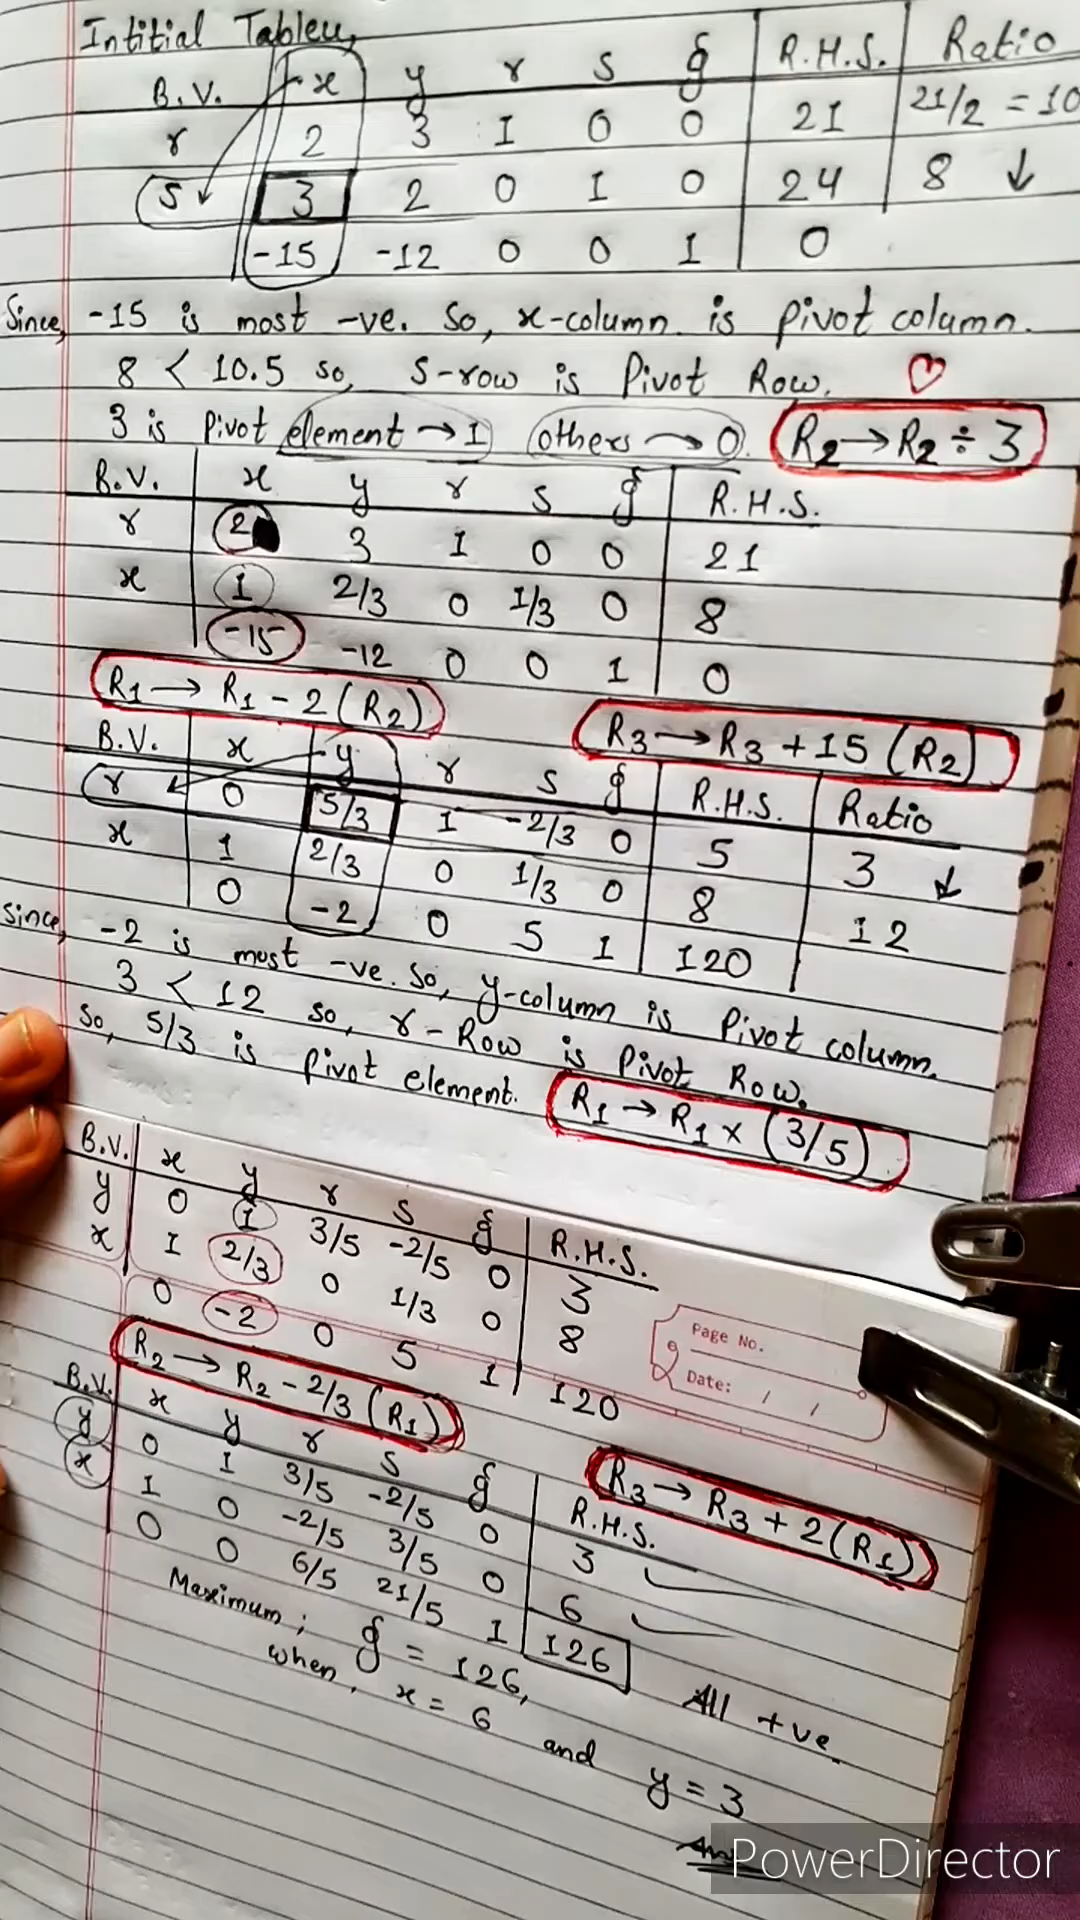 Intitial Tableu,
B.V. x y r s f R.H.S. Ratio
r 2 3 1 0 0 21 21/2 = 10
s 3 2 0 1 0 24 8 ↓
-15 -12 0 0 1 0
Since, -15 is most -ve. So, x-column is pivot column.
8 < 10.5 so, s-row is Pivot Row. ♡
3 is Pivot element → 1 others → 0. R2 → R2 ÷ 3
B.V. x y r s f R.H.S.
r 2 3 1 0 0 21
x 1 2/3 0 1/3 0 8
-15 -12 0 0 1 0
R1 → R1 - 2 (R2) R3 → R3 + 15 (R2)
B.V. x y r s f R.H.S. Ratio
r 0 5/3 1 -2/3 0 5 3 ↓
x 1 2/3 0 1/3 0 8 12
0 -2 0 5 1 120
Since, -2 is most -ve. So, y-column is Pivot column.
3 < 12 so, r-Row is Pivot Row.
So, 5/3 is Pivot element. R1 → R1 × (3/5)
B.V. x y r s f R.H.S.
y 0 1 3/5 -2/5 0 3
x 1 2/3 0 1/3 0 8
0 -2 0 5 1 120
Page No.
Date: / /
R2 → R2 - 2/3 (R1) R3 → R3 + 2(R1)
B.V. x y r s f R.H.S.
y 0 1 3/5 -2/5 0 3
x 1 0 -2/5 3/5 0 6
0 0 6/5 21/5 1 126
Maximum; f = 126, All +ve.
when, x = 6 and y = 3
PowerDirector